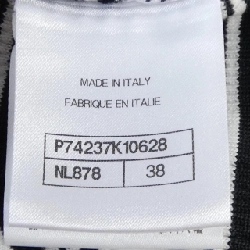 MADE IN ITALY
FABRIQUE EN ITALIE
P74237K10628
NL878 38